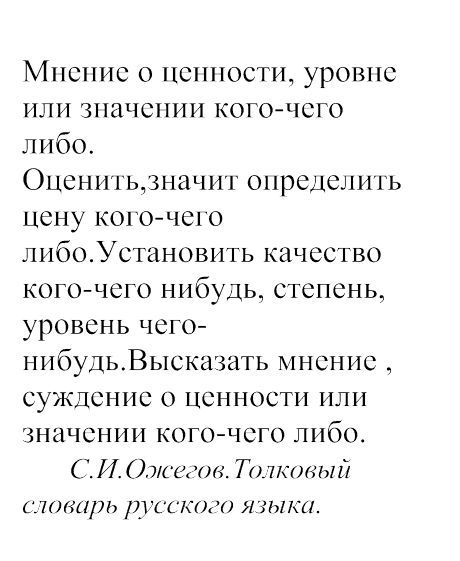 Мнение о ценности, уровне
или значении кого-чего
либо.
Оценить,значит определить
цену кого-чего
либо.Установить качество
кого-чего нибудь, степень,
уровень чего-
нибудь.Высказать мнение ,
суждение о ценности или
значении кого-чего либо.
С.И.Ожегов.Толковый
словарь русского языка.